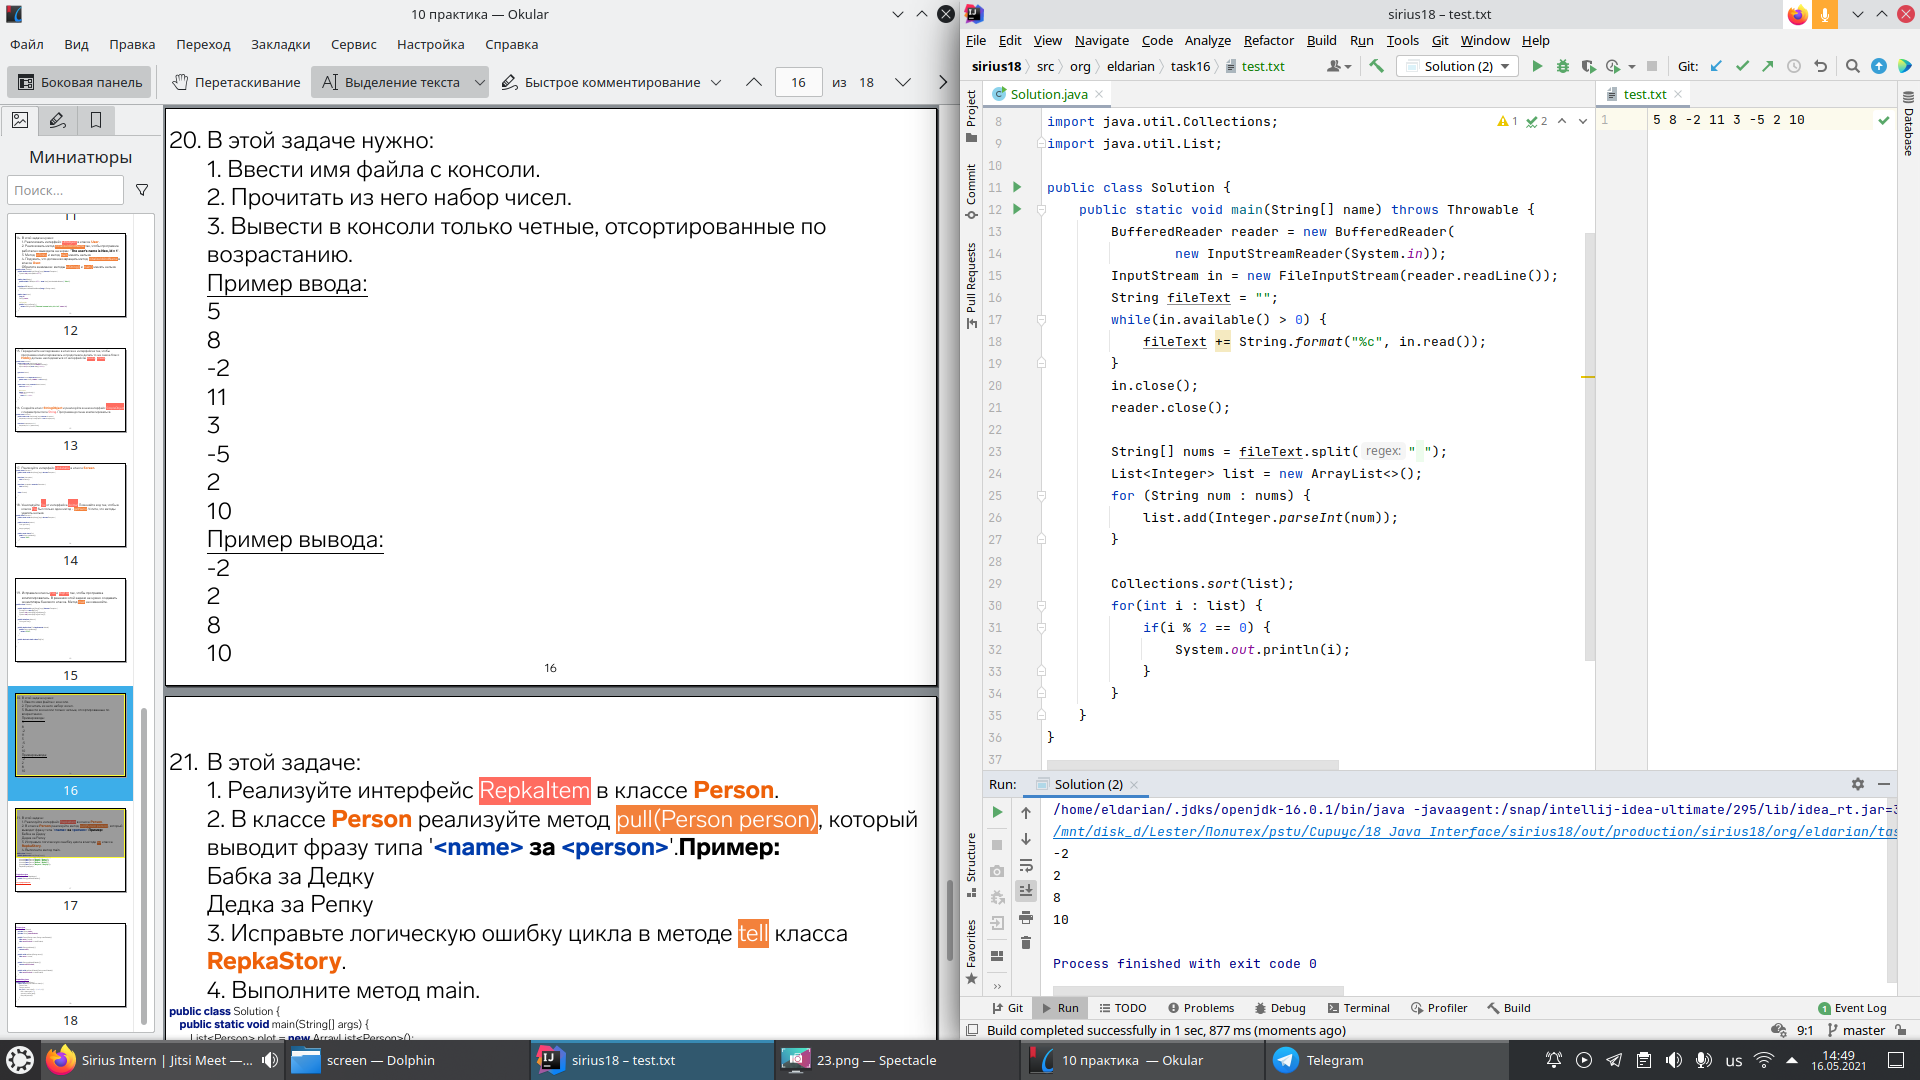 10 практика — Okular
Файл Вид Правка Переход Закладки Сервис Настройка Справка
Боковая панель Перетаскивание Выделение текста Быстрое комментирование 16 из 18
Миниатюры
Поиск...
11
12
13
14
15
16
17
18
20. В этой задаче нужно:
1. Ввести имя файла с консоли.
2. Прочитать из него набор чисел.
3. Вывести в консоли только четные, отсортированные по
возрастанию.
Пример ввода:
5
8
-2
11
3
-5
2
10
Пример вывода:
-2
2
8
10
16
21. В этой задаче:
1. Реализуйте интерфейс RepkaItem в классе Person.
2. В классе Person реализуйте метод pull(Person person), который
выводит фразу типа '<name> за <person>'.Пример:
Бабка за Дедку
Дедка за Репку
3. Исправьте логическую ошибку цикла в методе tell класса
RepkaStory.
4. Выполните метод main.
public class Solution {
public static void main(String[] args) {
List<Person> plot = new ArrayList<Person>();
sirius18 – test.txt
File Edit View Navigate Code Analyze Refactor Build Run Tools Git Window Help
sirius18 src org eldarian task16 test.txt Solution (2) Git:
Solution.java
test.txt
Project
Commit
Pull Requests
Structure
Favorites
Database
1 2
8 import java.util.Collections;
9 import java.util.List;
10
11 public class Solution {
12 public static void main(String[] name) throws Throwable {
13 BufferedReader reader = new BufferedReader(
14 new InputStreamReader(System.in));
15 InputStream in = new FileInputStream(reader.readLine());
16 String fileText = "";
17 while(in.available() > 0) {
18 fileText += String.format("%c", in.read());
19 }
20 in.close();
21 reader.close();
22
23 String[] nums = fileText.split( regex: " ");
24 List<Integer> list = new ArrayList<>();
25 for (String num : nums) {
26 list.add(Integer.parseInt(num));
27 }
28
29 Collections.sort(list);
30 for(int i : list) {
31 if(i % 2 == 0) {
32 System.out.println(i);
33 }
34 }
35 }
36 }
37
1 5 8 -2 11 3 -5 2 10
Run: Solution (2)
/home/eldarian/.jdks/openjdk-16.0.1/bin/java -javaagent:/snap/intellij-idea-ultimate/295/lib/idea_rt.jar=3
/mnt/disk_d/Lester/Политех/pstu/Сириус/18 Java Interface/sirius18/out/production/sirius18/org/eldarian/tas
-2
2
8
10
Process finished with exit code 0
Git Run TODO Problems Debug Terminal Profiler Build 1 Event Log
Build completed successfully in 1 sec, 877 ms (moments ago) 9:1 master
Sirius Intern | Jitsi Meet —... screen — Dolphin sirius18 – test.txt 23.png — Spectacle 10 практика — Okular Telegram us 14:49
16.05.2021